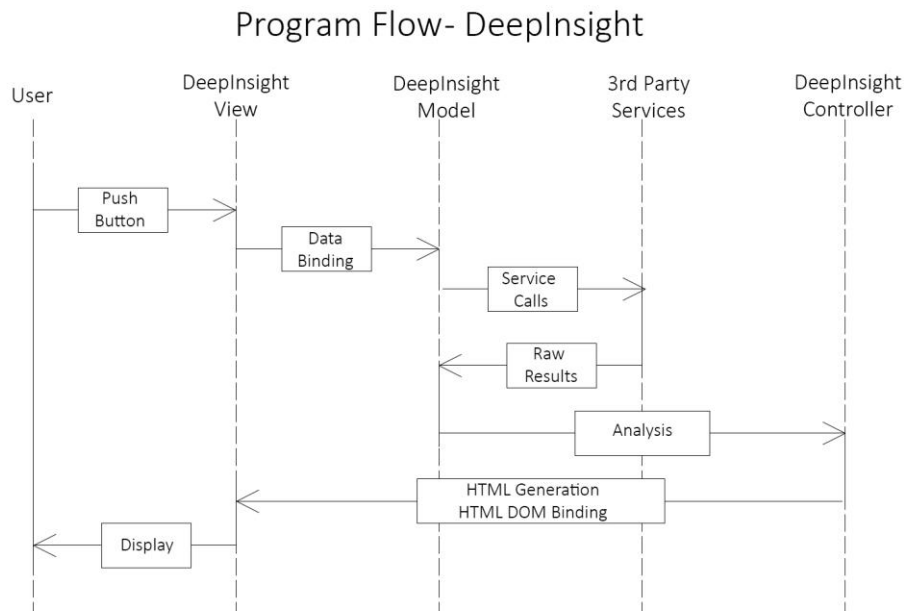 Program Flow- DeepInsight
User
DeepInsight
View
DeepInsight
Model
3rd Party
Services
DeepInsight
Controller
Push
Button
Data
Binding
Service
Calls
Raw
Results
Analysis
HTML Generation
HTML DOM Binding
Display